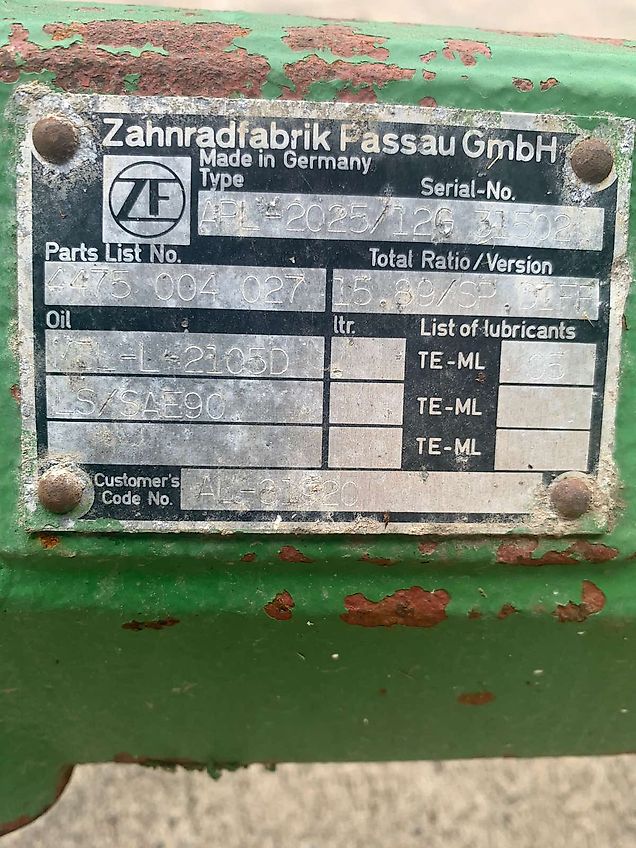 Zahnradfabrik Passau GmbH
Made in Germany
ZF
Type Serial-No.
APL-2025/12G
Parts List No. Total Ratio/Version
4475 004 027 15.89/SP.DIFF
Oil ltr. List of lubricants
TE-ML 05
LS/SAE90 TE-ML
TE-ML
Customer's
Code No.